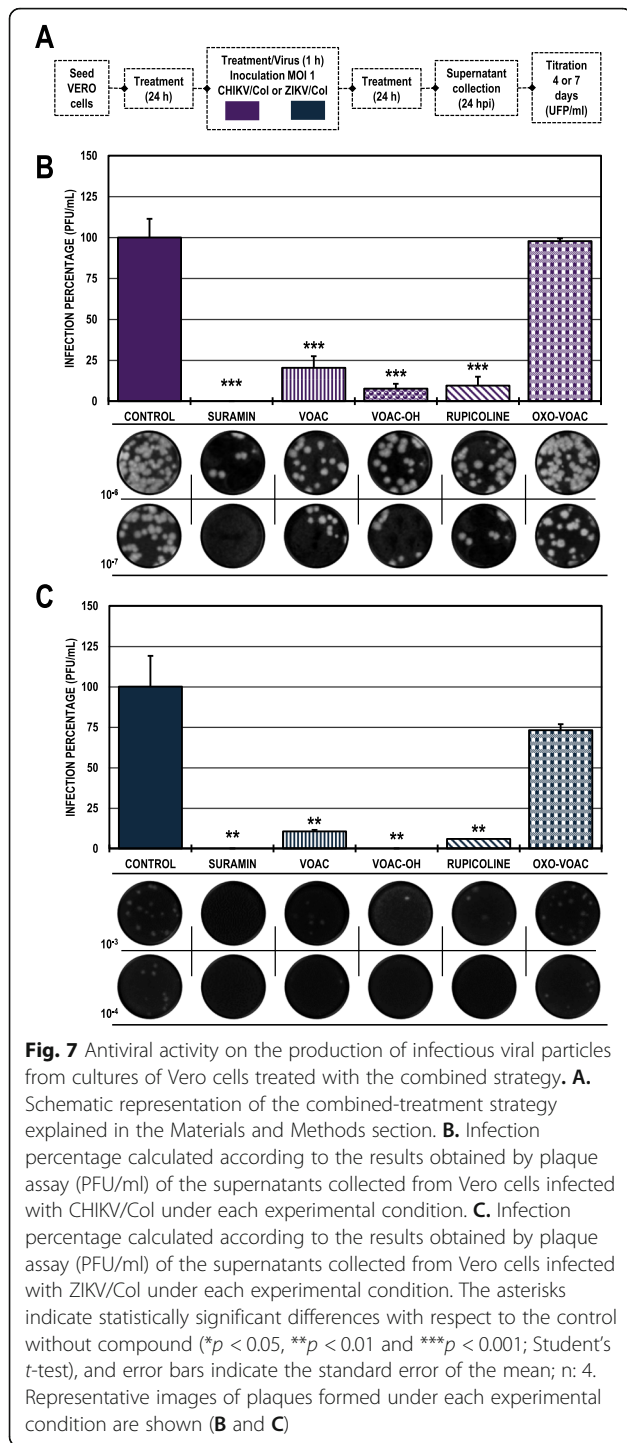 A
Seed
VERO
cells
Treatment
(24 h)
Treatment/Virus (1 h)
Inoculation MOI 1
CHIKV/Col or ZIKV/Col
Treatment
(24 h)
Supernatant
collection
(24 hpi)
Titration
4 or 7
days
(UFP/ml)
B
INFECTION PERCENTAGE (PFU/mL)
150
125
100
75
50
25
0
***
***
***
***
CONTROL SURAMIN VOAC VOAC-OH RUPICOLINE OXO-VOAC
10-6
10-7
C
INFECTION PERCENTAGE (PFU/mL)
150
125
100
75
50
25
0
**
**
**
**
CONTROL SURAMIN VOAC VOAC-OH RUPICOLINE OXO-VOAC
10-3
10-4
Fig. 7 Antiviral activity on the production of infectious viral particles
from cultures of Vero cells treated with the combined strategy. A.
Schematic representation of the combined-treatment strategy
explained in the Materials and Methods section. B. Infection
percentage calculated according to the results obtained by plaque
assay (PFU/ml) of the supernatants collected from Vero cells infected
with CHIKV/Col under each experimental condition. C. Infection
percentage calculated according to the results obtained by plaque
assay (PFU/ml) of the supernatants collected from Vero cells infected
with ZIKV/Col under each experimental condition. The asterisks
indicate statistically significant differences with respect to the control
without compound (*p < 0.05, **p < 0.01 and ***p < 0.001; Student's
t-test), and error bars indicate the standard error of the mean; n: 4.
Representative images of plaques formed under each experimental
condition are shown (B and C)